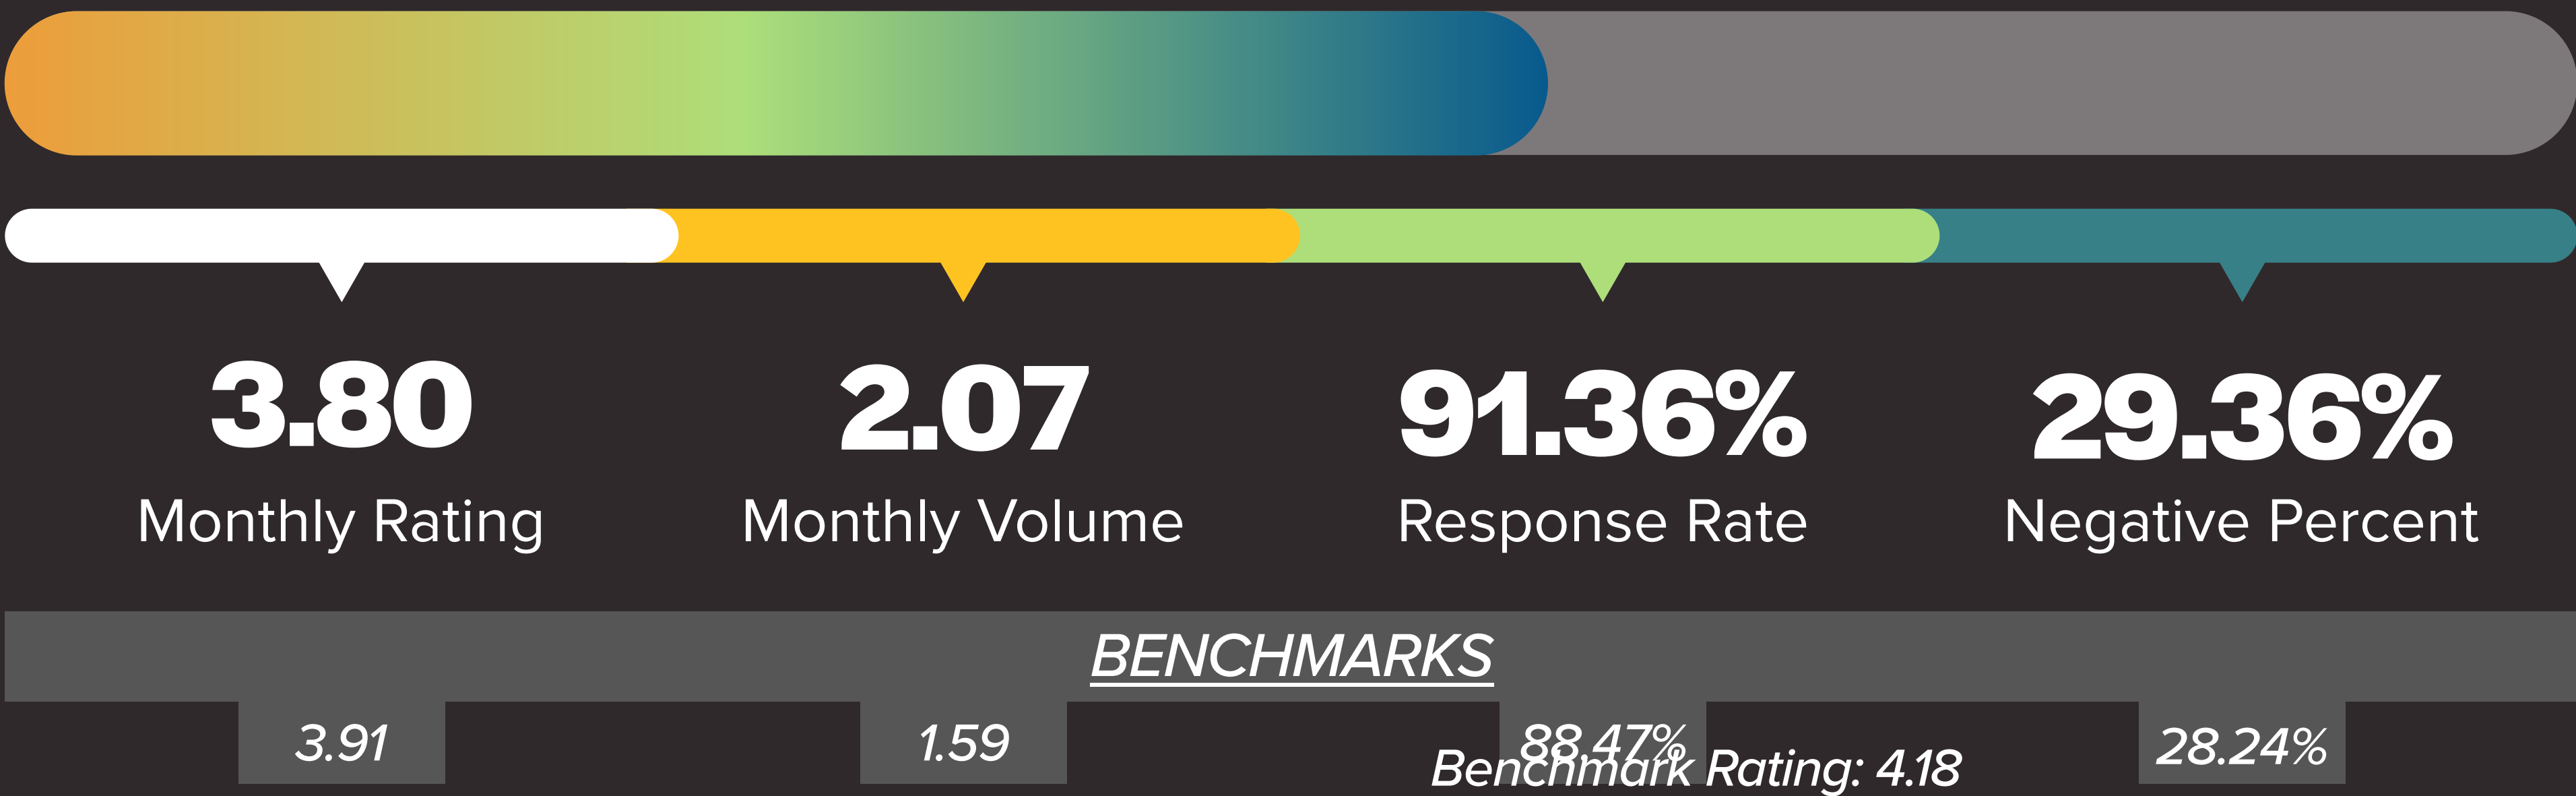 3.80 2.07 91.36% 29.36%
Monthly Rating Monthly Volume Response Rate Negative Percent
BENCHMARKS
3.91 1.59 88.47% 28.24%
Benchmark Rating: 4.18